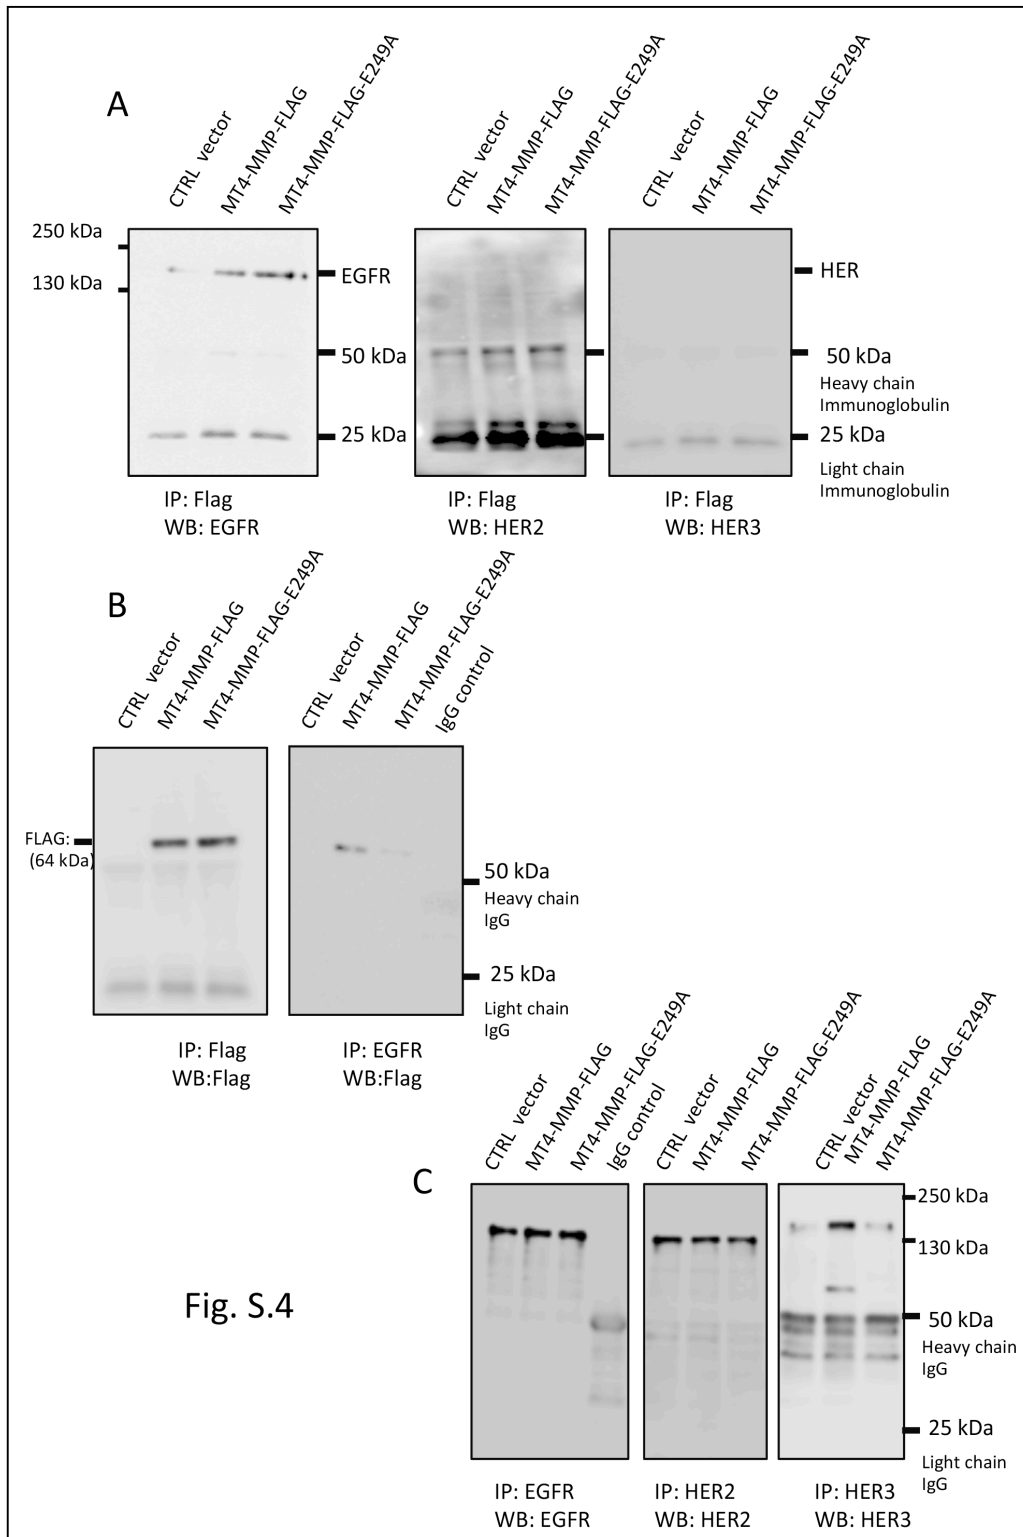 A
CTRL vector
MT4-MMP-FLAG
MT4-MMP-FLAG-E249A
CTRL vector
MT4-MMP-FLAG
MT4-MMP-FLAG-E249A
CTRL vector
MT4-MMP-FLAG
MT4-MMP-FLAG-E249A
250 kDa
130 kDa
EGFR
50 kDa
25 kDa
HER
50 kDa
Heavy chain
Immunoglobulin
25 kDa
Light chain
Immunoglobulin
IP: Flag
WB: EGFR
IP: Flag
WB: HER2
IP: Flag
WB: HER3
B
CTRL vector
MT4-MMP-FLAG
MT4-MMP-FLAG-E249A
CTRL vector
MT4-MMP-FLAG
MT4-MMP-FLAG-E249A
IgG control
FLAG:
(64 kDa)
50 kDa
Heavy chain
IgG
25 kDa
Light chain
IgG
IP: Flag
WB:Flag
IP: EGFR
WB:Flag
C
CTRL vector
MT4-MMP-FLAG
MT4-MMP-FLAG-E249A
IgG control
CTRL vector
MT4-MMP-FLAG
MT4-MMP-FLAG-E249A
CTRL vector
MT4-MMP-FLAG
MT4-MMP-FLAG-E249A
250 kDa
130 kDa
50 kDa
Heavy chain
IgG
25 kDa
Light chain
IgG
IP: EGFR
WB: EGFR
IP: HER2
WB: HER2
IP: HER3
WB: HER3
Fig. S.4